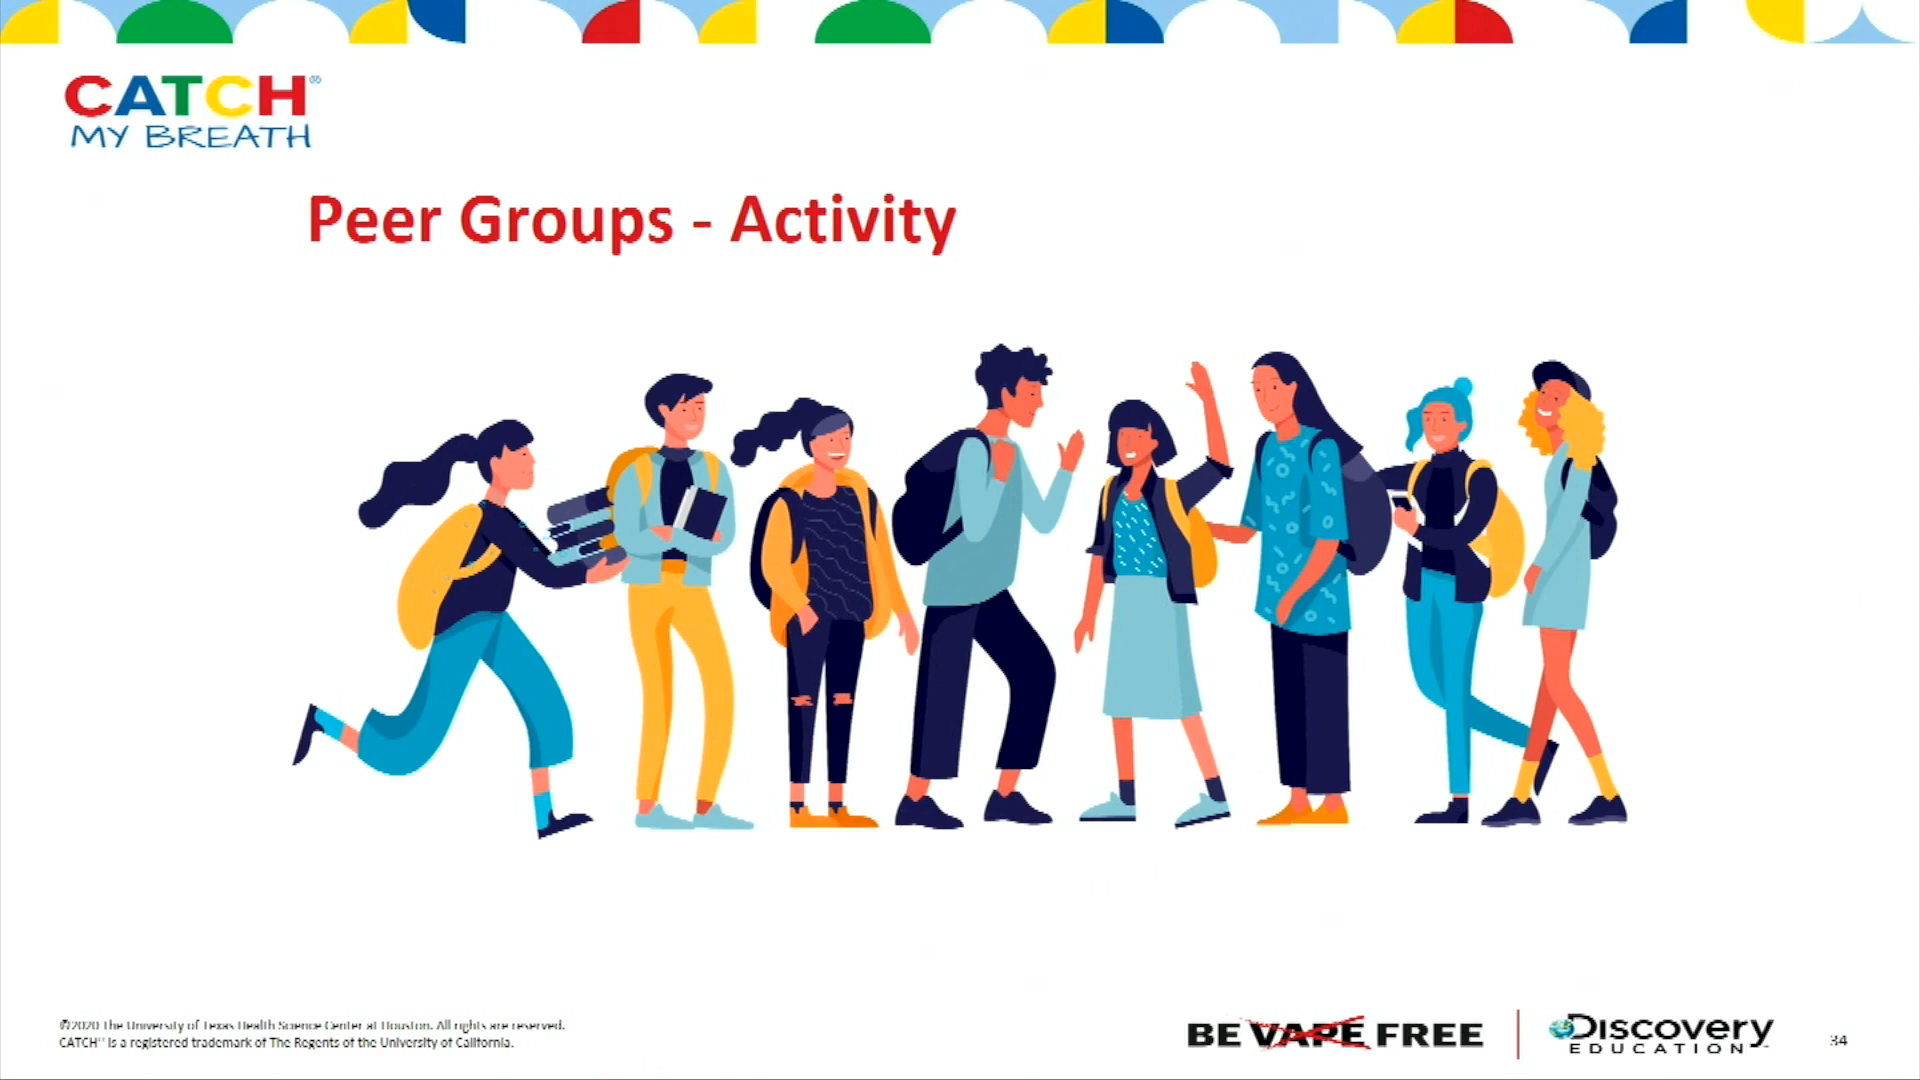 CATCH®
MY BREATH
Peer Groups - Activity
©2020 The University of Texas Health Science Center at Houston. All rights are reserved.
CATCH® is a registered trademark of The Regents of the University of California.
BE VAPE FREE
Discovery
EDUCATION
34